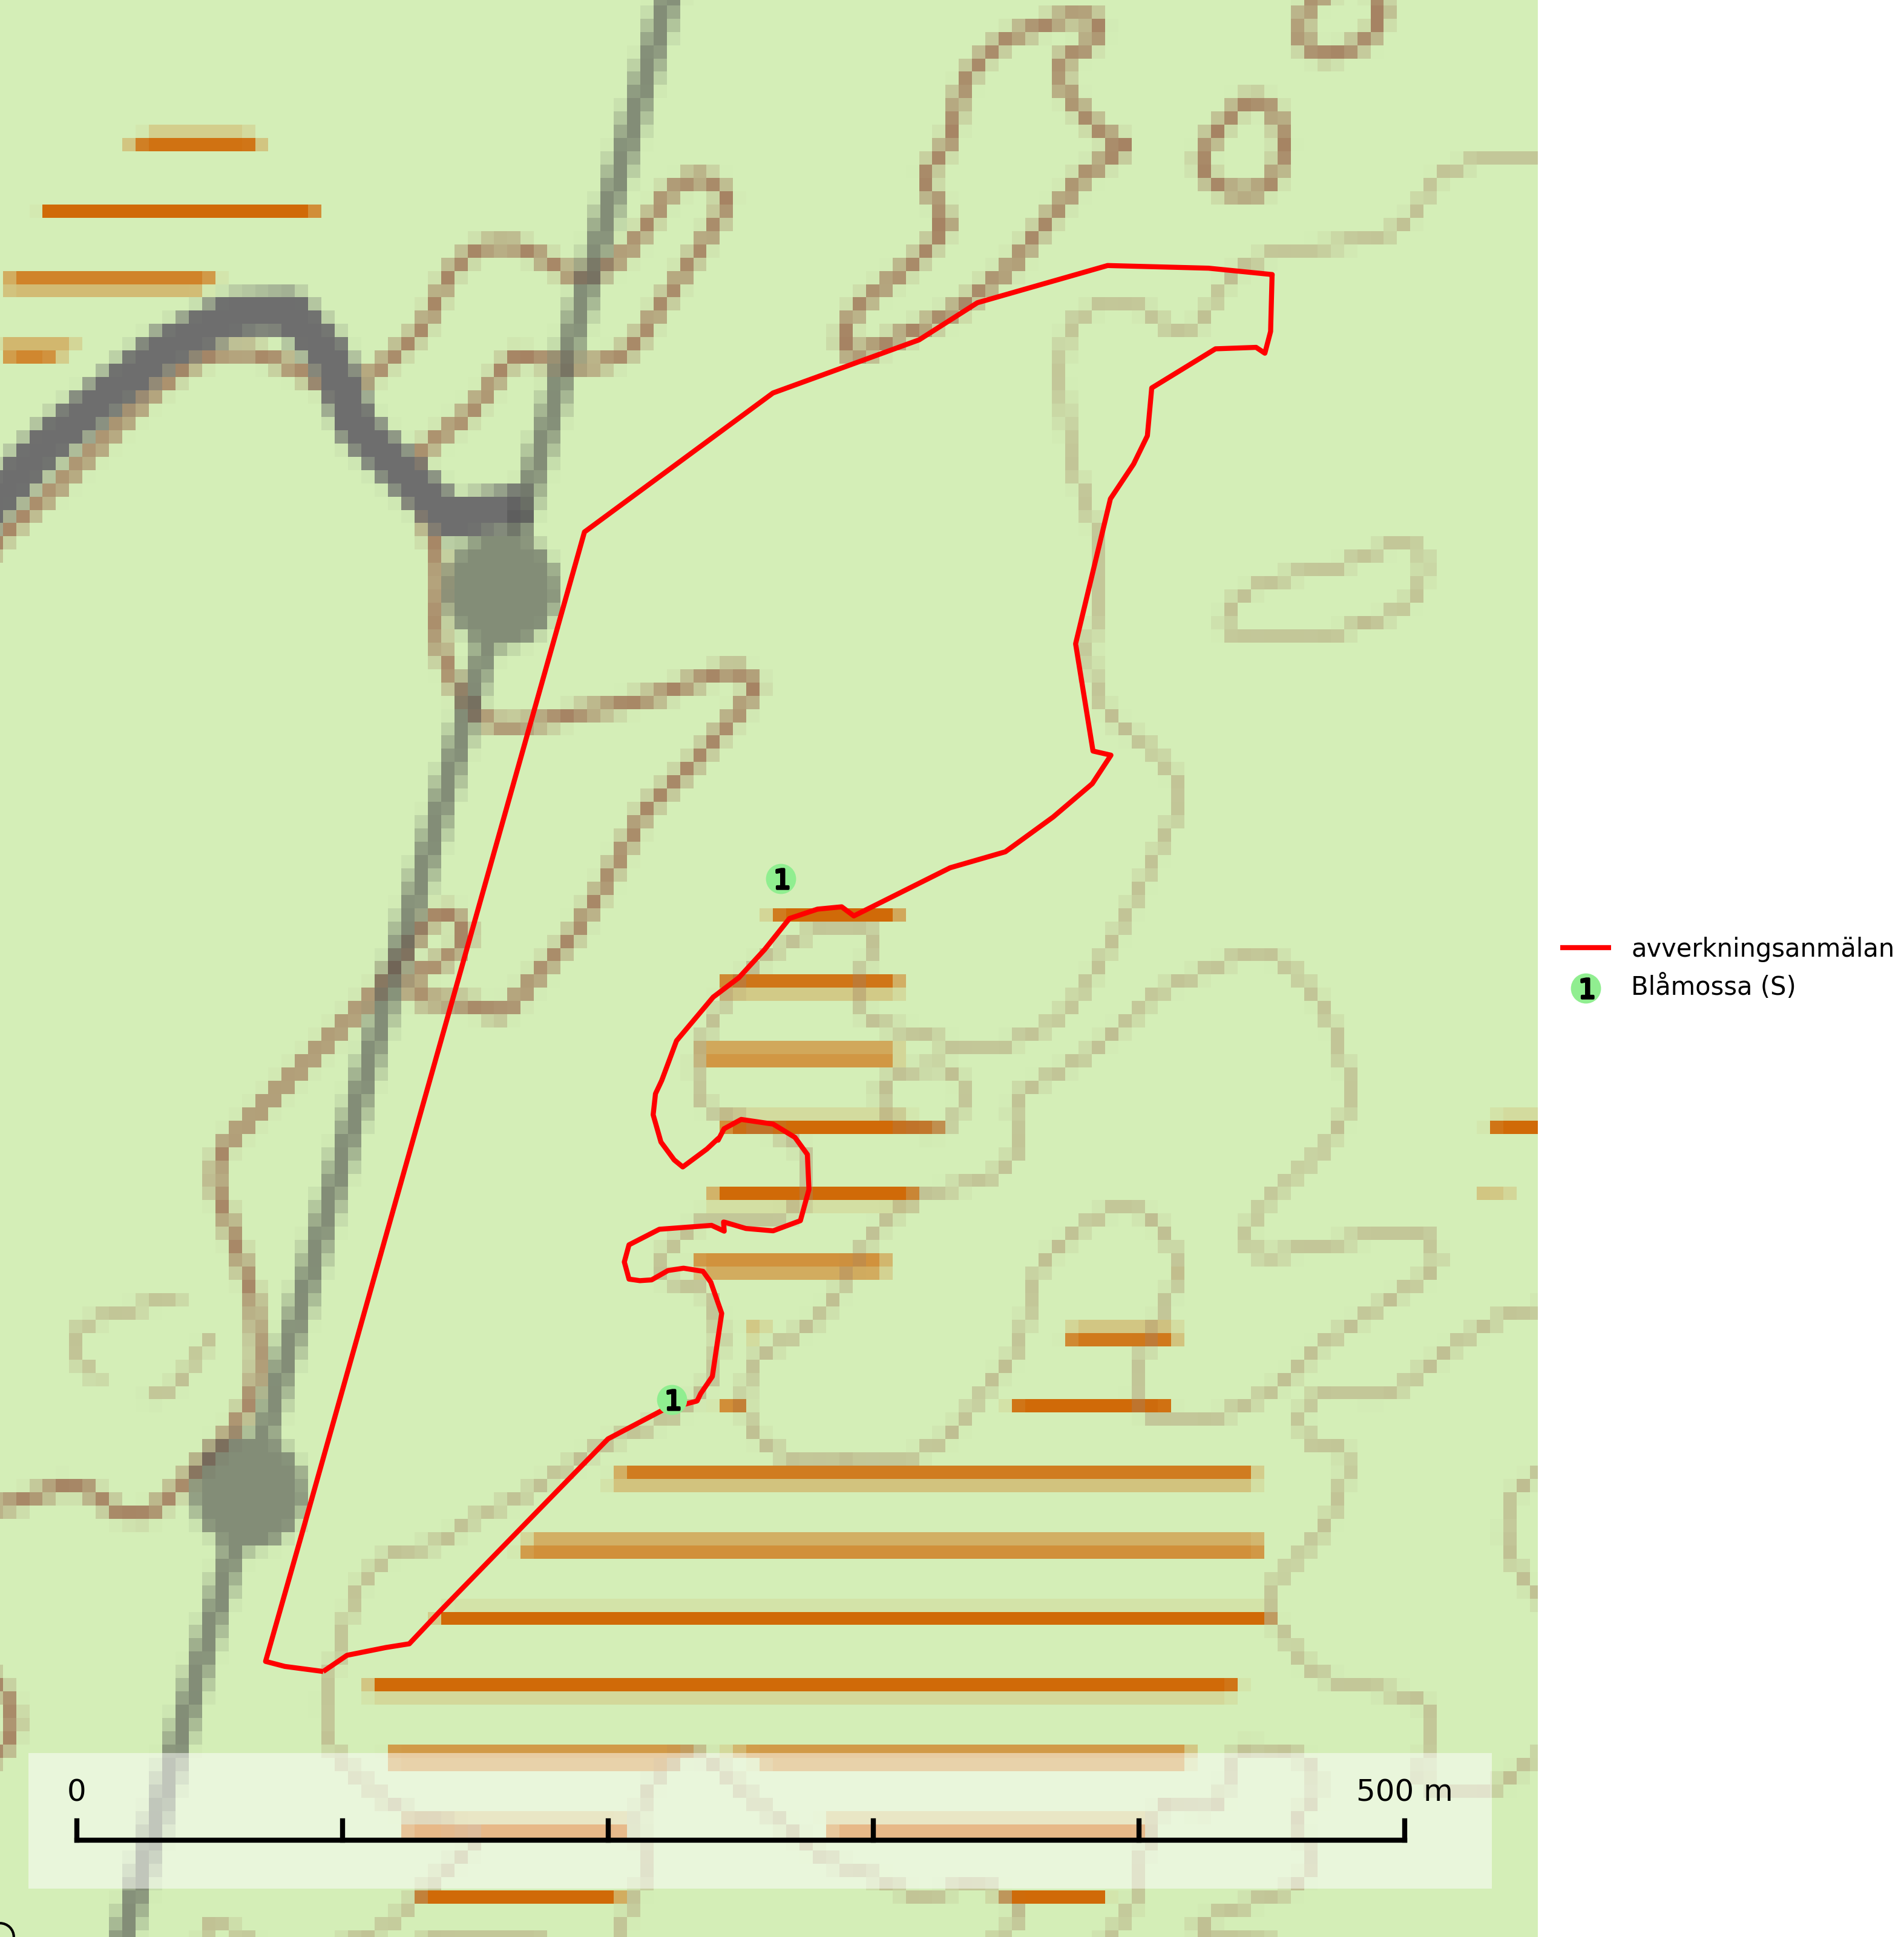 1
1
avverkningsanmälan
1 Blåmossa (S)
0 500 m